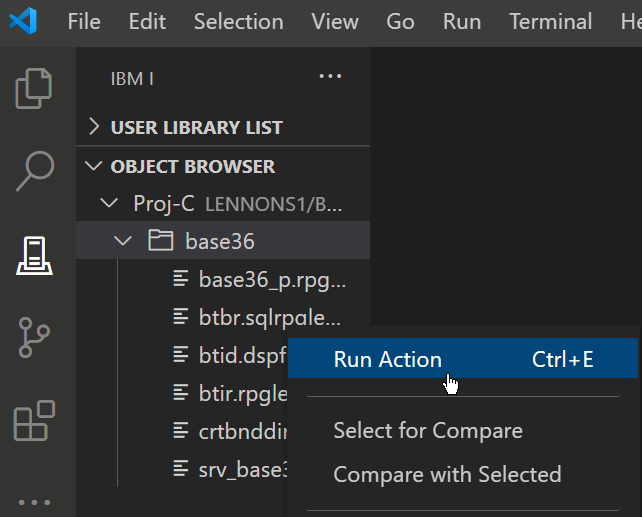 File Edit Selection View Go Run Terminal He
IBM I ...
USER LIBRARY LIST
OBJECT BROWSER
Proj-C LENNONS1/B...
base36
base36_p.rpg...
btbr.sqlrpgle...
btid.dspf
btir.rpgle
crtbnddir
srv_base3
Run Action Ctrl+E
Select for Compare
Compare with Selected